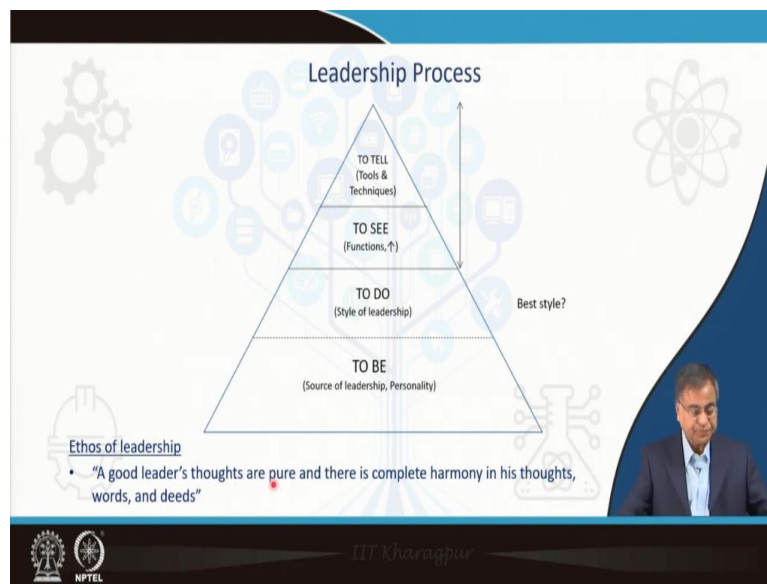 Leadership Process
TO TELL
(Tools &
Techniques)
TO SEE
(Functions,↑)
TO DO
(Style of leadership)
Best style?
TO BE
(Source of leadership, Personality)
Ethos of leadership
• “A good leader’s thoughts are pure and there is complete harmony in his thoughts,
words, and deeds”
IIT Kharagpur
NPTEL